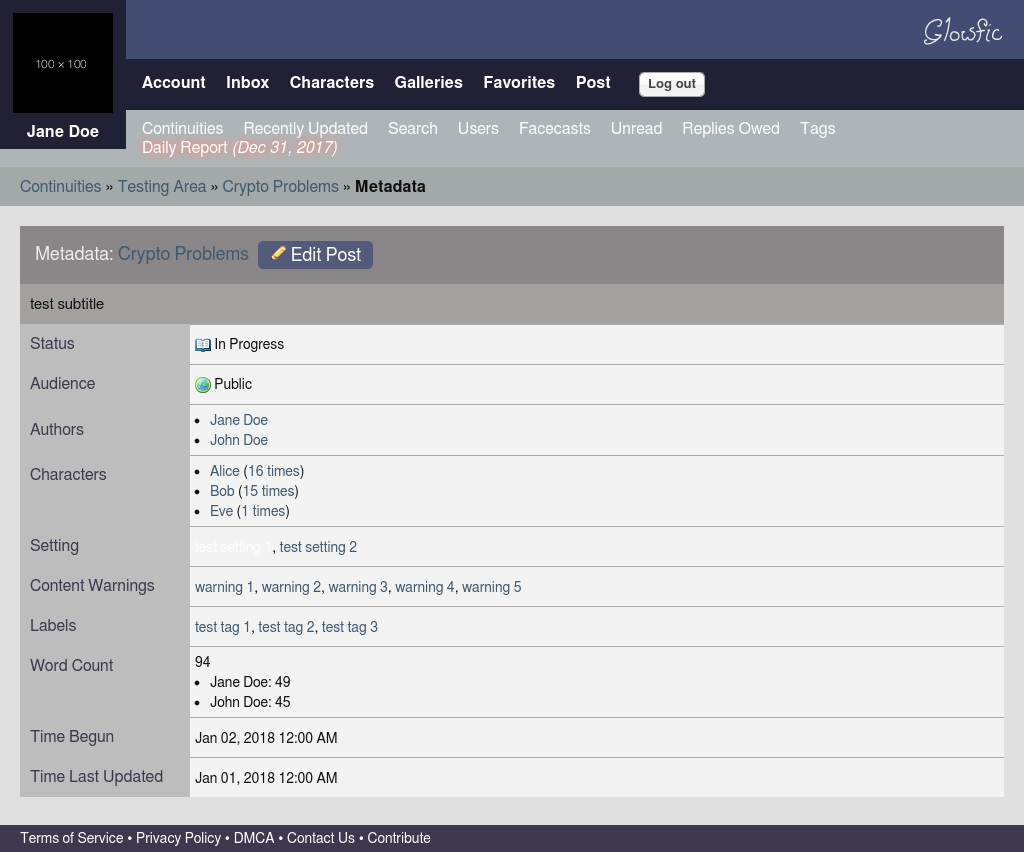 100 × 100
Glowfic
Account Inbox Characters Galleries Favorites Post Log out
Jane Doe
Continuities Recently Updated Search Users Facecasts Unread Replies Owed Tags
Daily Report (Dec 31, 2017)
Continuities » Testing Area » Crypto Problems » Metadata
Metadata: Crypto Problems Edit Post
test subtitle
Status In Progress
Audience Public
Authors
• Jane Doe
• John Doe
Characters
• Alice (16 times)
• Bob (15 times)
• Eve (1 times)
Setting test setting 1, test setting 2
Content Warnings warning 1, warning 2, warning 3, warning 4, warning 5
Labels test tag 1, test tag 2, test tag 3
Word Count 94
• Jane Doe: 49
• John Doe: 45
Time Begun Jan 02, 2018 12:00 AM
Time Last Updated Jan 01, 2018 12:00 AM
Terms of Service • Privacy Policy • DMCA • Contact Us • Contribute